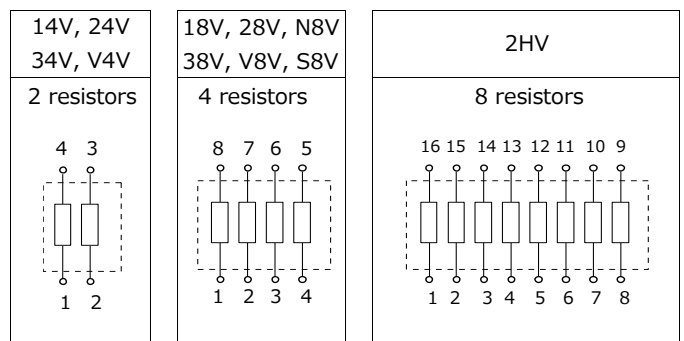 14V, 24V
34V, V4V
2 resistors
4 3
1 2
18V, 28V, N8V
38V, V8V, S8V
4 resistors
8 7 6 5
1 2 3 4
2HV
8 resistors
16 15 14 13 12 11 10 9
1 2 3 4 5 6 7 8